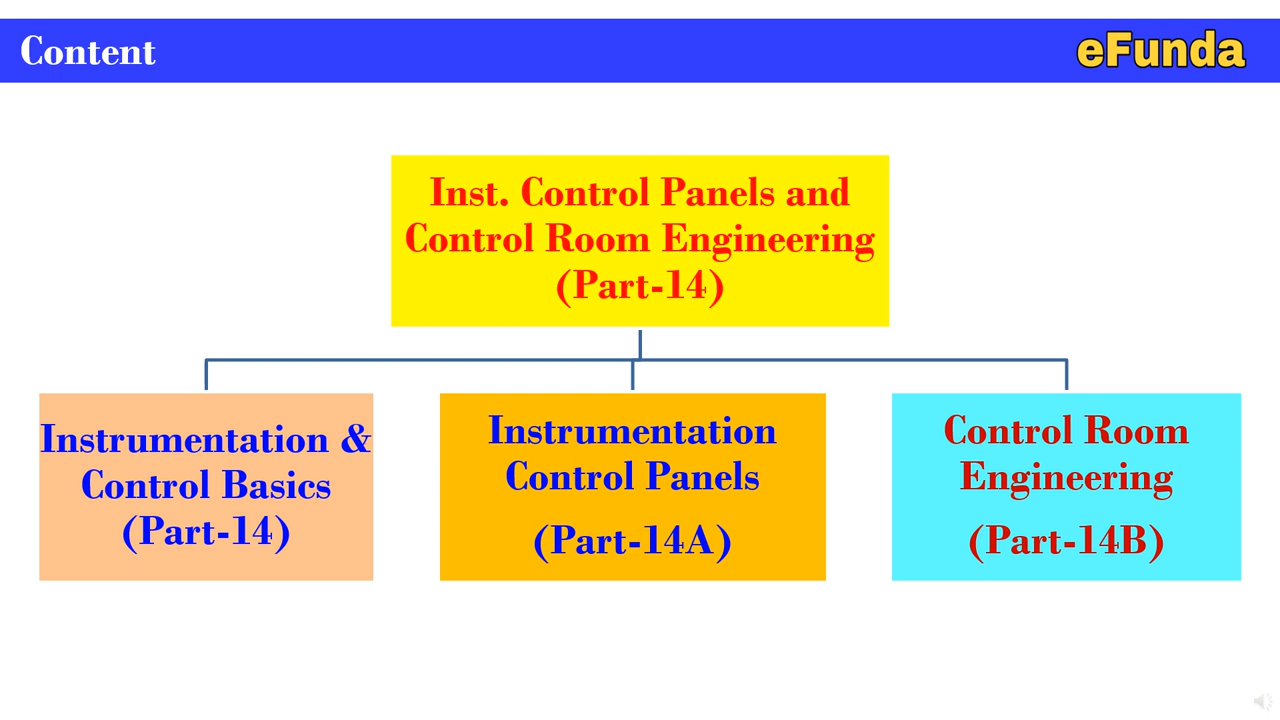 Content
eFunda
Inst. Control Panels and
Control Room Engineering
(Part-14)
Instrumentation &
Control Basics
(Part-14)
Instrumentation
Control Panels
(Part-14A)
Control Room
Engineering
(Part-14B)